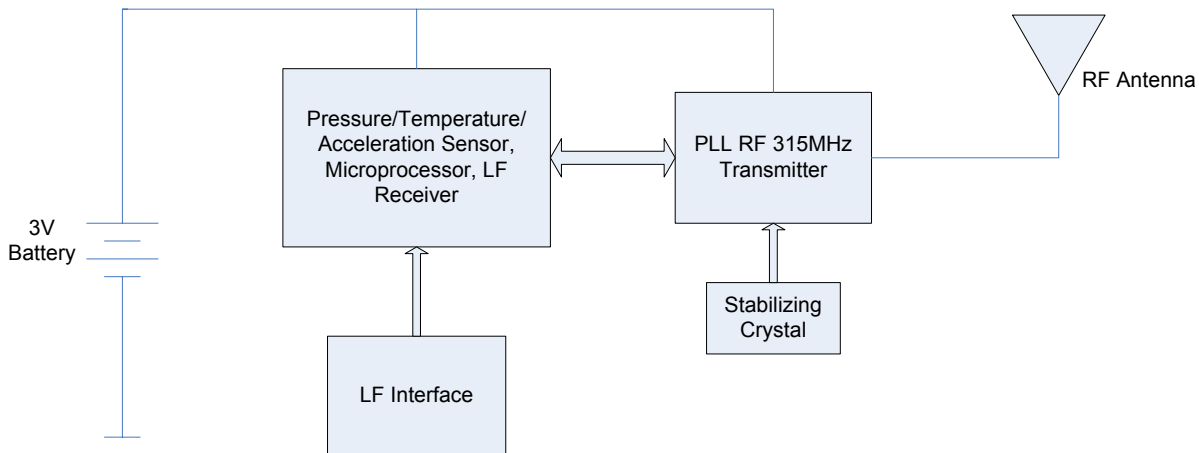 RF Antenna
Pressure/Temperature/
Acceleration Sensor,
Microprocessor, LF
Receiver
PLL RF 315MHz
Transmitter
3V
Battery
Stabilizing
Crystal
LF Interface